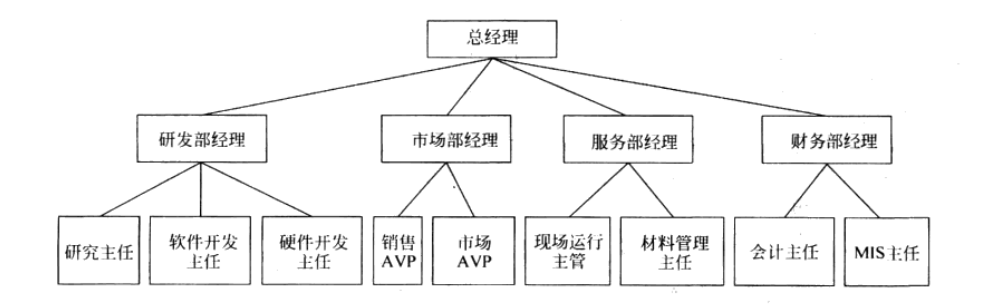 总经理
研发部经理
市场部经理
服务部经理
财务部经理
研究主任
软件开发
主任
硬件开发
主任
销售
AVP
市场
AVP
现场运行
主管
材料管理
主任
会计主任
MIS主任